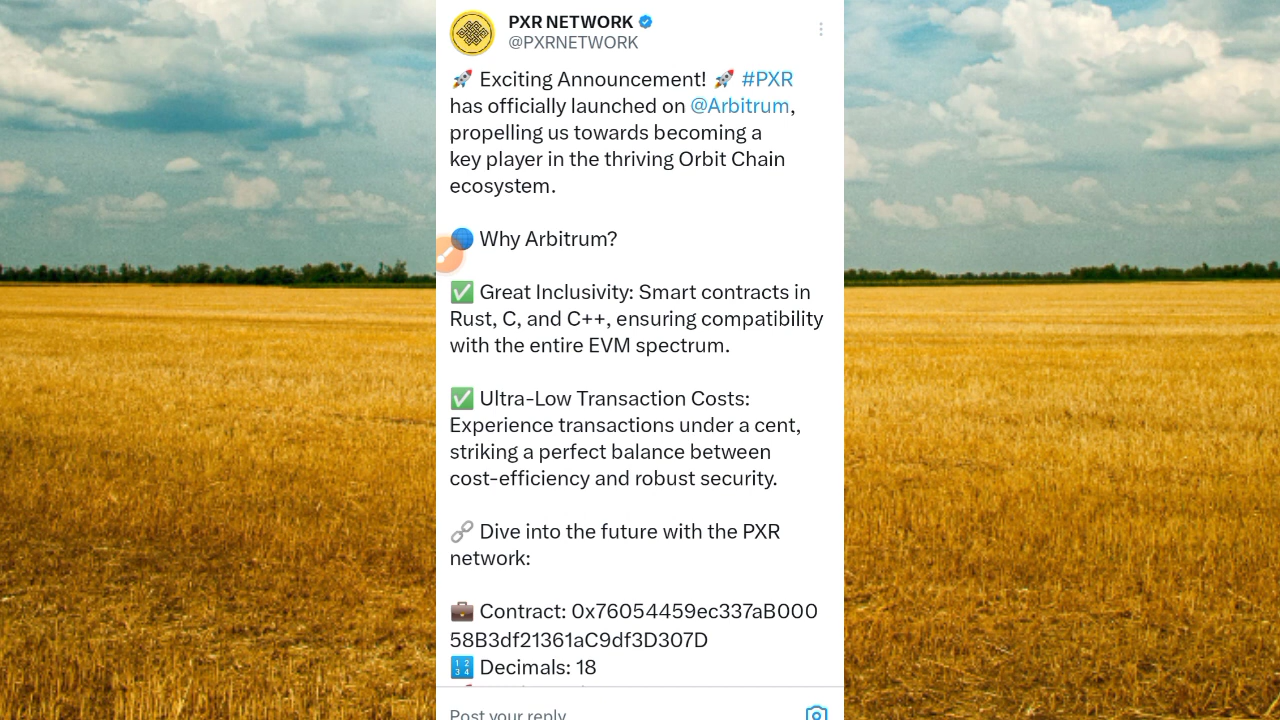 PXR NETWORK
@PXRNETWORK
🚀 Exciting Announcement! 🚀 #PXR
has officially launched on @Arbitrum,
propelling us towards becoming a
key player in the thriving Orbit Chain
ecosystem.
🌐 Why Arbitrum?
✅ Great Inclusivity: Smart contracts in
Rust, C, and C++, ensuring compatibility
with the entire EVM spectrum.
✅ Ultra-Low Transaction Costs:
Experience transactions under a cent,
striking a perfect balance between
cost-efficiency and robust security.
🔗 Dive into the future with the PXR
network:
💼 Contract: 0x76054459ec337aB000
58B3df21361aC9df3D307D
🔢 Decimals: 18
Post your reply